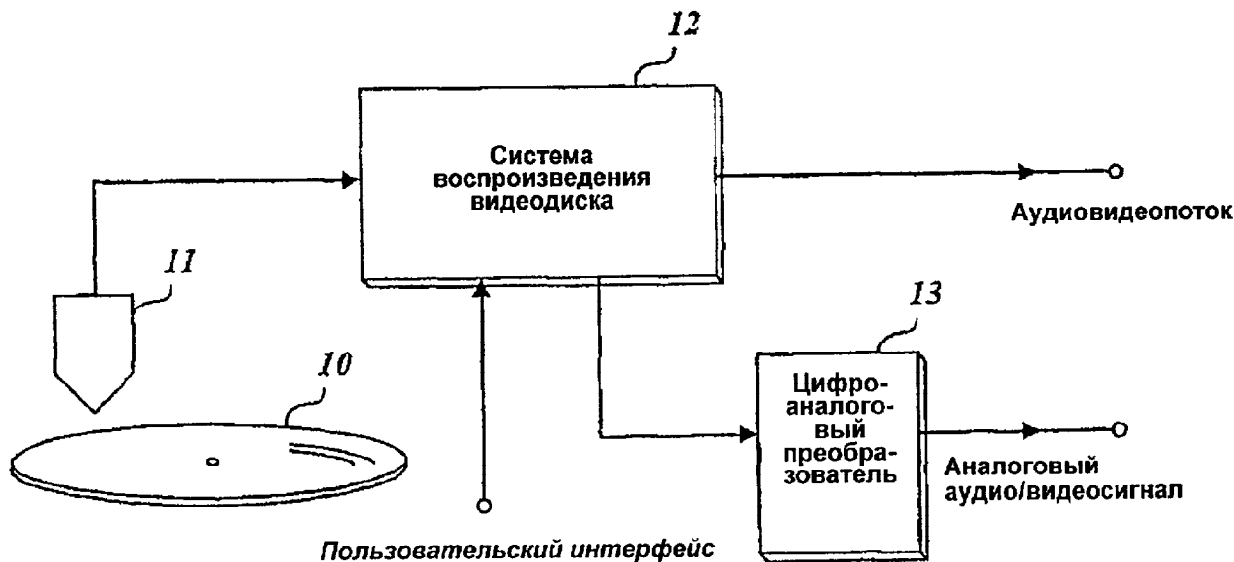 12
Система
воспроизведения
видеодиска
Аудиовидеопоток
11
13
10
Цифро-
аналого-
вый
преобра-
зователь
Аналоговый
аудио/видеосигнал
Пользовательский интерфейс